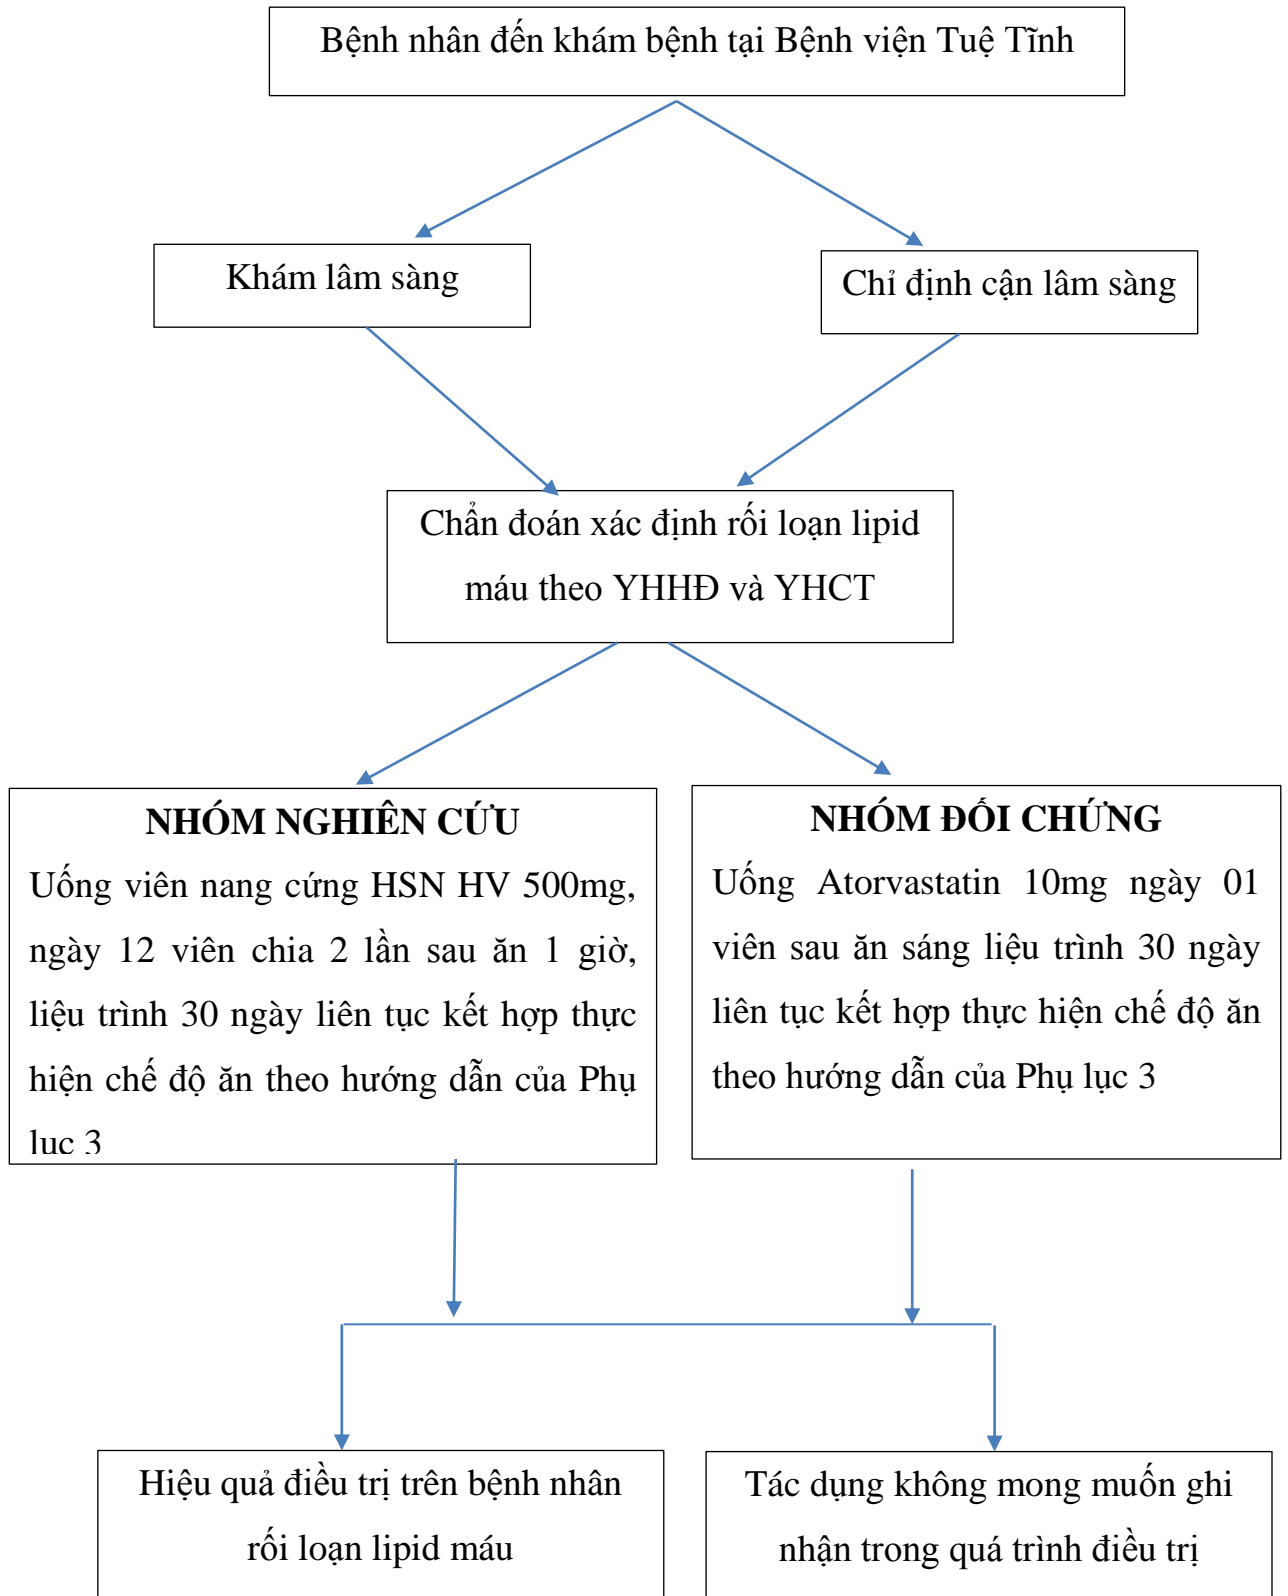 Bệnh nhân đến khám bệnh tại Bệnh viện Tuệ Tĩnh
Khám lâm sàng
Chỉ định cận lâm sàng
Chẩn đoán xác định rối loạn lipid
máu theo YHHĐ và YHCT
NHÓM NGHIÊN CỨU
Uống viên nang cứng HSN HV 500mg,
ngày 12 viên chia 2 lần sau ăn 1 giờ,
liệu trình 30 ngày liên tục kết hợp thực
hiện chế độ ăn theo hướng dẫn của Phụ
lục 3
NHÓM ĐỐI CHỨNG
Uống Atorvastatin 10mg ngày 01
viên sau ăn sáng liệu trình 30 ngày
liên tục kết hợp thực hiện chế độ ăn
theo hướng dẫn của Phụ lục 3
Hiệu quả điều trị trên bệnh nhân
rối loạn lipid máu
Tác dụng không mong muốn ghi
nhận trong quá trình điều trị